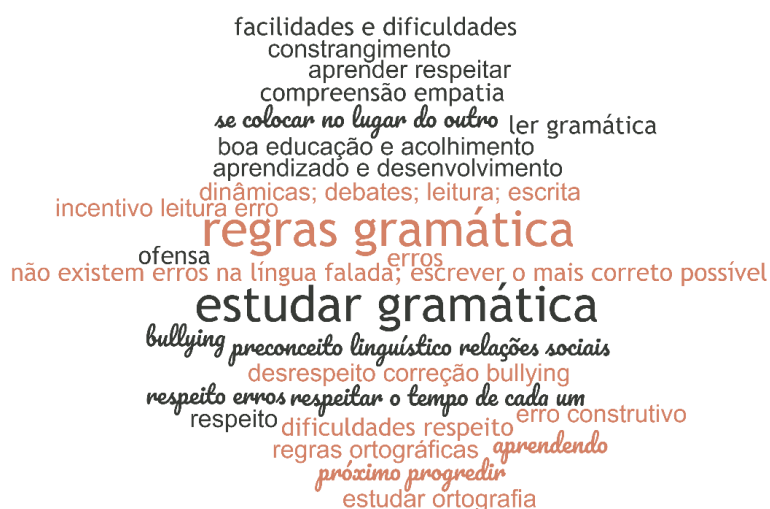 facilidades e dificuldades
constrangimento
aprender respeitar
compreensão empatia
se colocar no lugar do outro
ler gramática
boa educação e acolhimento
aprendizado e desenvolvimento
dinâmicas; debates; leitura; escrita
incentivo leitura erro
regras gramática
ofensa
erros
não existem erros na língua falada; escrever o mais correto possível
estudar gramática
bullying
preconceito linguístico relações sociais
desrespeito correção bullying
respeito erros
respeitar o tempo de cada um
respeito
dificuldades respeito
erro construtivo
regras ortográficas
aprendendo
próximo progredir
estudar ortografia